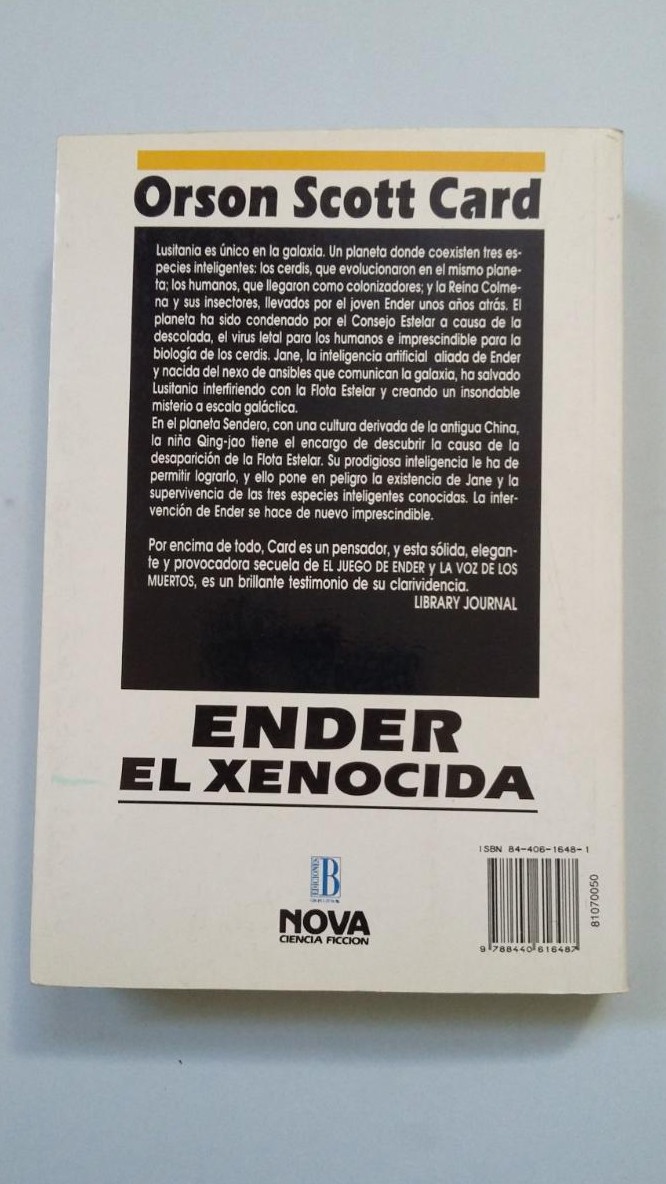 Orson Scott Card
Lusitania es único en la galaxia. Un planeta donde coexisten tres es-
pecies inteligentes: los cerdis, que evolucionaron en el mismo plane-
ta; los humanos, que llegaron como colonizadores; y la Reina Colme-
na y sus insectores, llevados por el joven Ender unos años atrás. El
planeta ha sido condenado por el Consejo Estelar a causa de la
descolada, el virus letal para los humanos e imprescindible para la
biología de los cerdis. Jane, la inteligencia artificial aliada de Ender
y nacida del nexo de ansibles que comunican la galaxia, ha salvado
Lusitania interfiriendo con la Flota Estelar y creando un insondable
misterio a escala galáctica.
En el planeta Sendero, con una cultura derivada de la antigua China,
la niña Qing-jao tiene el encargo de descubrir la causa de la
desaparición de la Flota Estelar. Su prodigiosa inteligencia le ha de
permitir lograrlo, y ello pone en peligro la existencia de Jane y la
supervivencia de las tres especies inteligentes conocidas. La inter-
vención de Ender se hace de nuevo imprescindible.
Por encima de todo, Card es un pensador, y esta sólida, elegan-
te y provocadora secuela de EL JUEGO DE ENDER y LA VOZ DE LOS
MUERTOS, es un brillante testimonio de su clarividencia.
LIBRARY JOURNAL
ENDER
EL XENOCIDA
EDICIONES
B
NOVA
CIENCIA FICCION
ISBN 84-406-1648-1
9 788440 616487
81070050